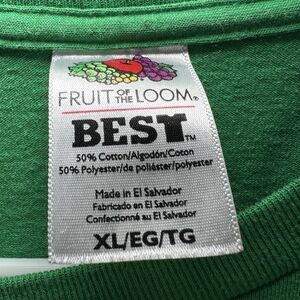 FRUIT OF THE LOOM®
BEST™
50% Cotton/Algodón/Coton
50% Polyester/de poliéster/polyester
Made in El Salvador
Fabricado en El Salvador
Confectionné au El Salvador
XL/EG/TG